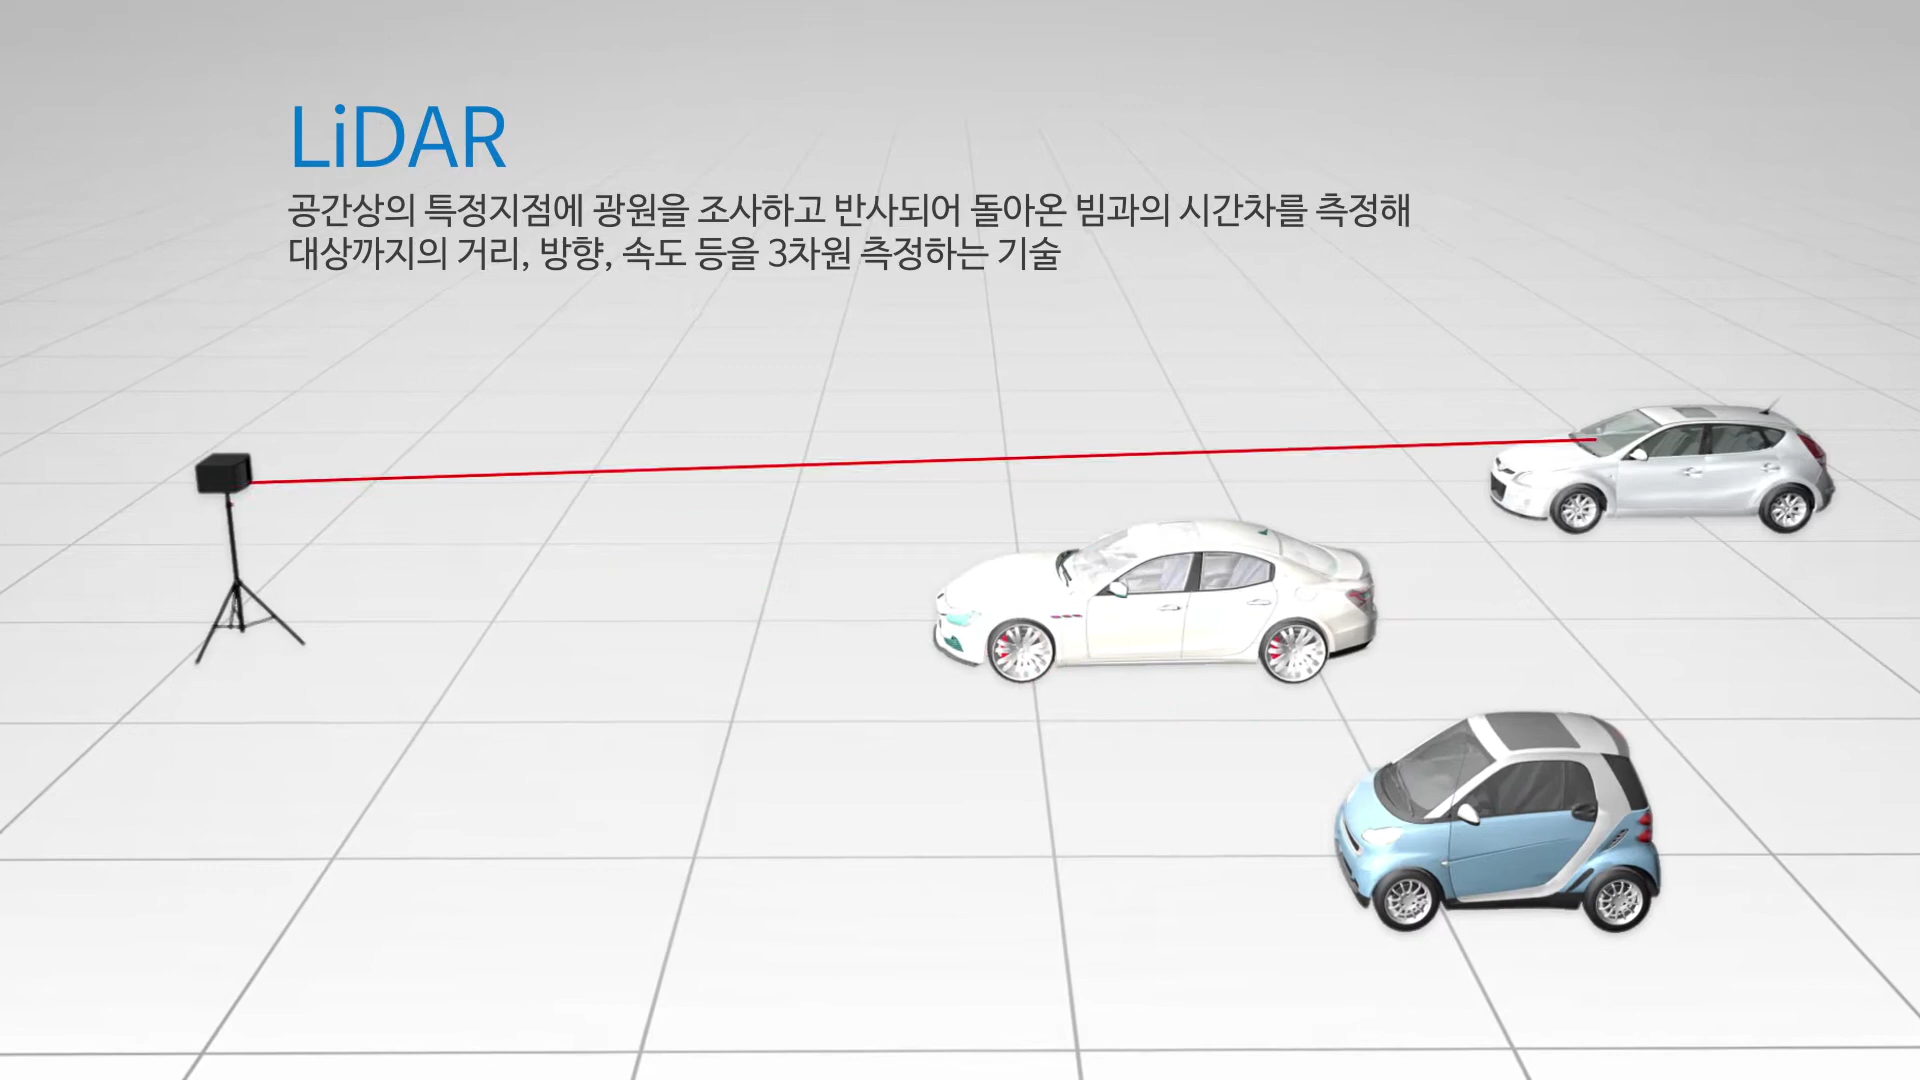 LiDAR
공간상의 특정지점에 광원을 조사하고 반사되어 돌아온 빔과의 시간차를 측정해
대상까지의 거리, 방향, 속도 등을 3차원 측정하는 기술